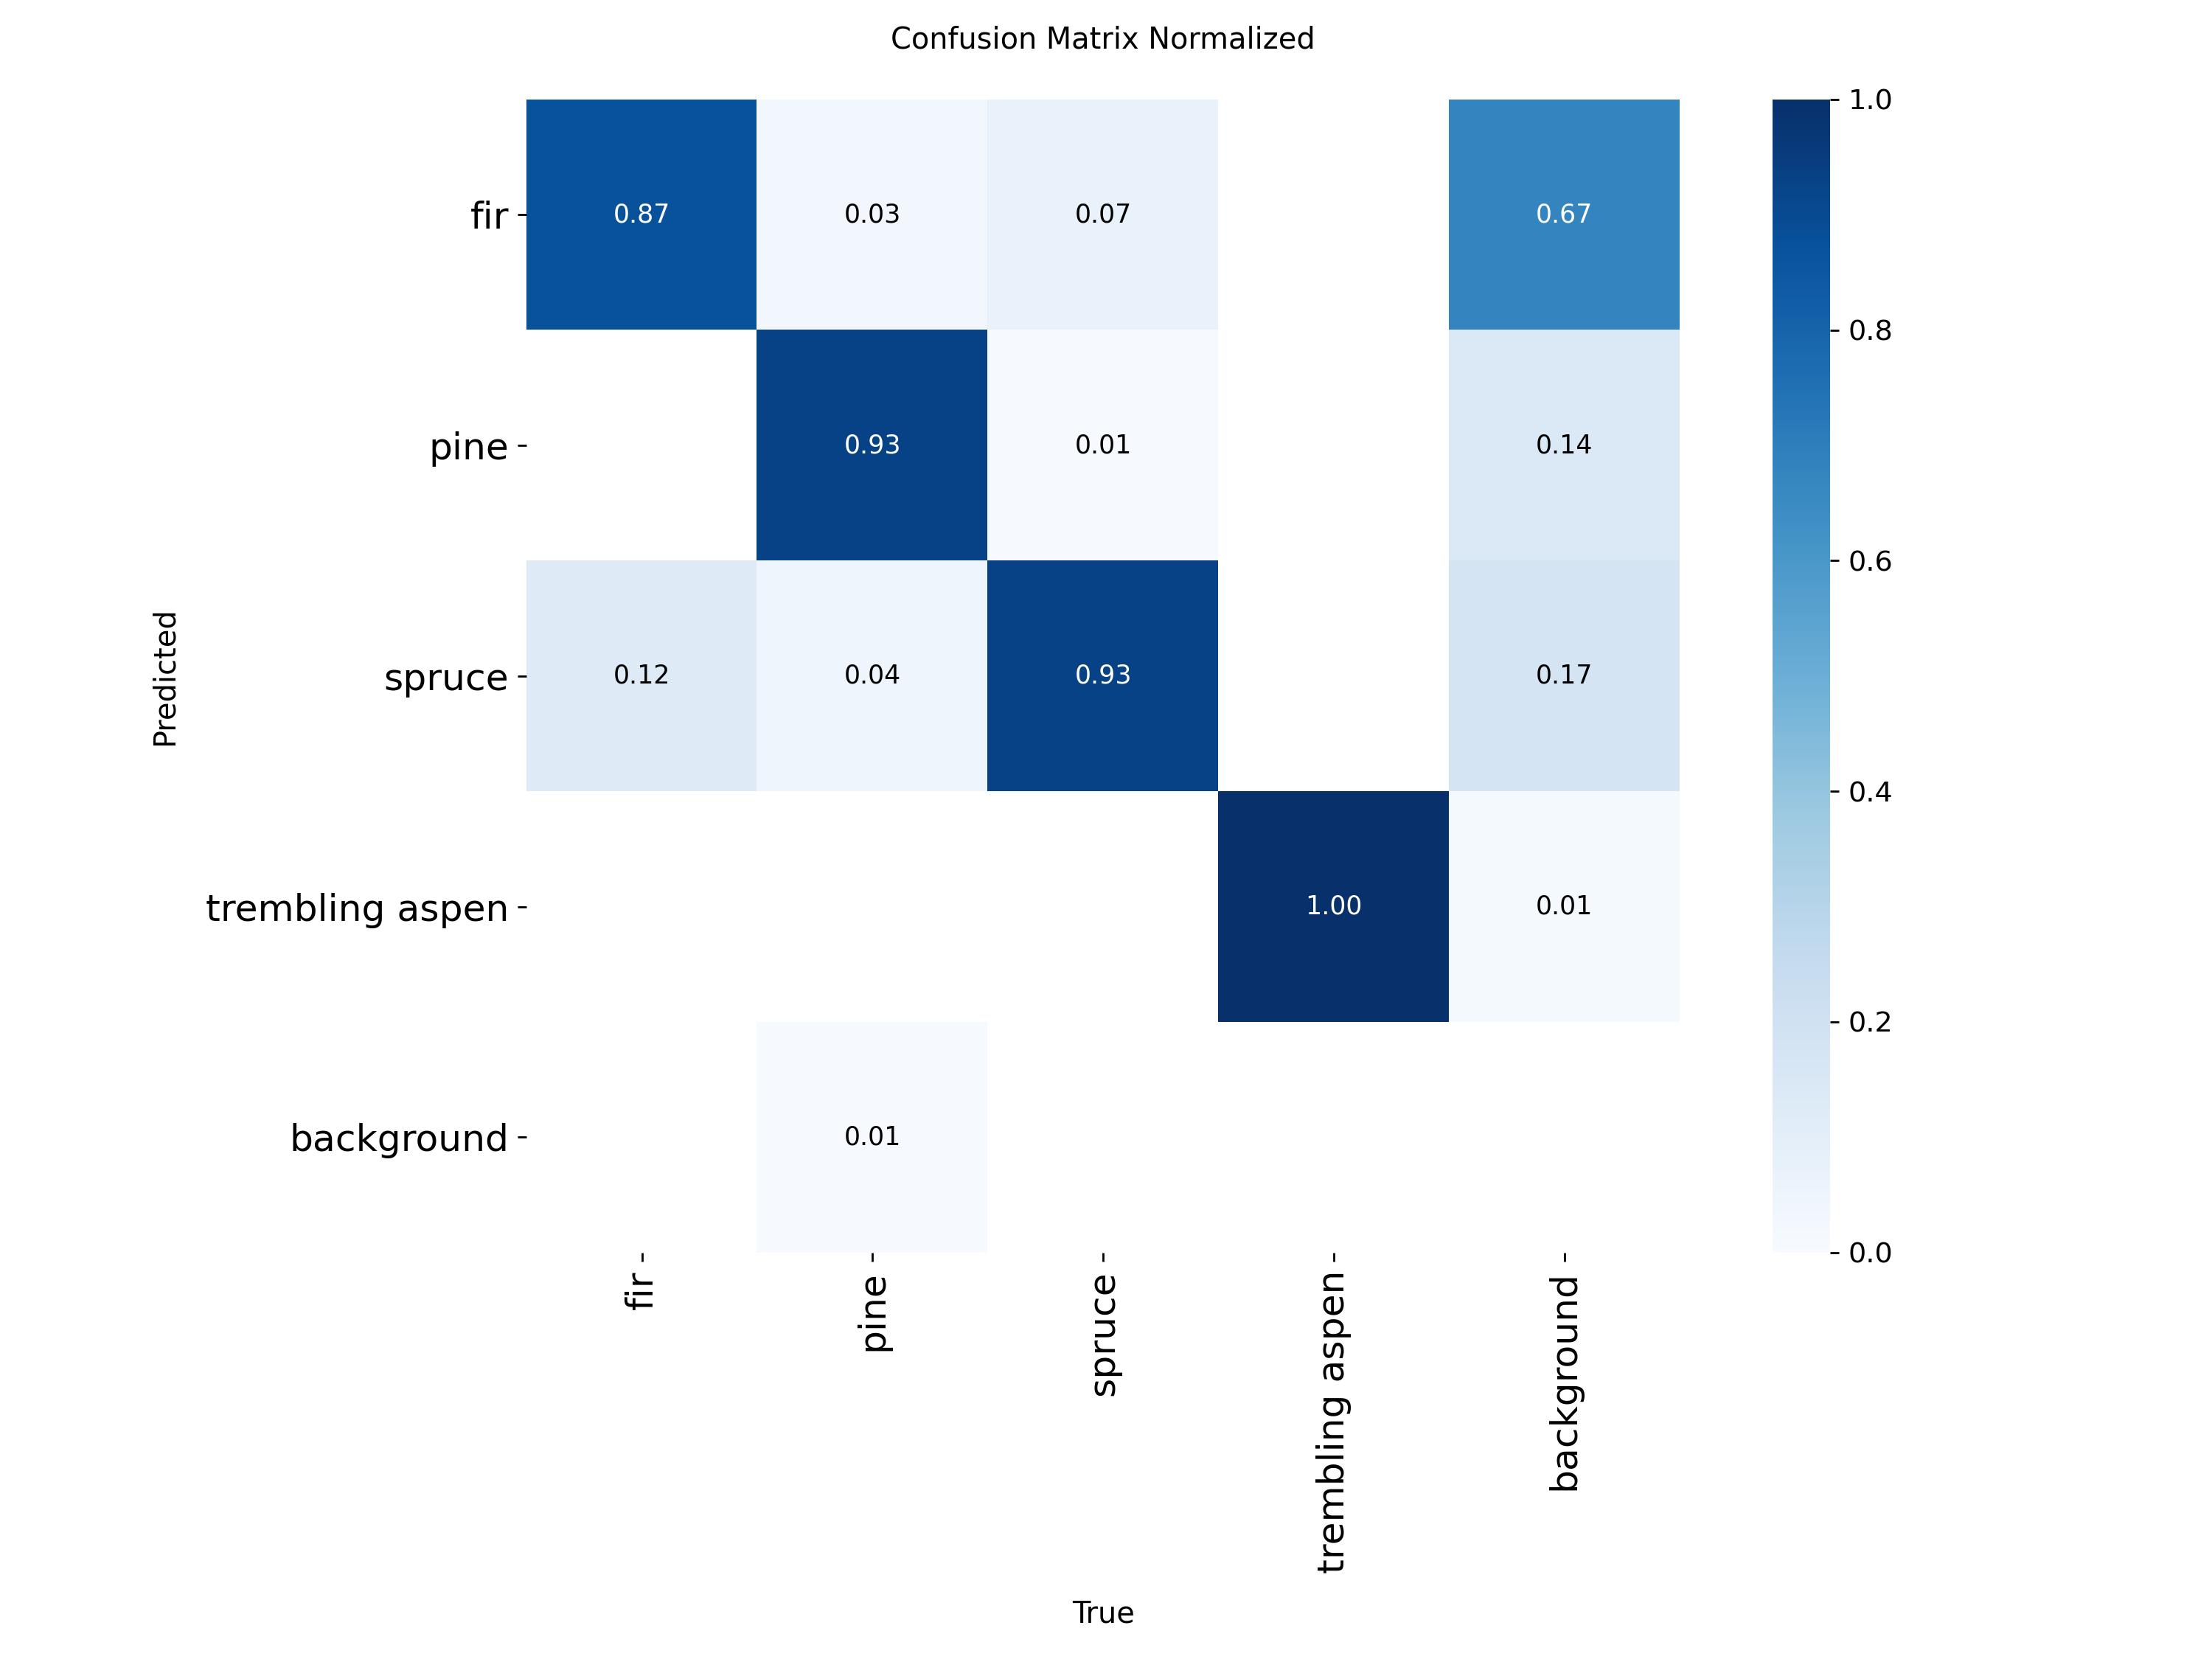 Confusion Matrix Normalized
fir
0.87
0.03
0.07
0.67
pine
0.93
0.01
0.14
spruce
0.12
0.04
0.93
0.17
trembling aspen
1.00
0.01
background
0.01
Predicted
fir
pine
spruce
trembling aspen
background
True
1.0
0.8
0.6
0.4
0.2
0.0